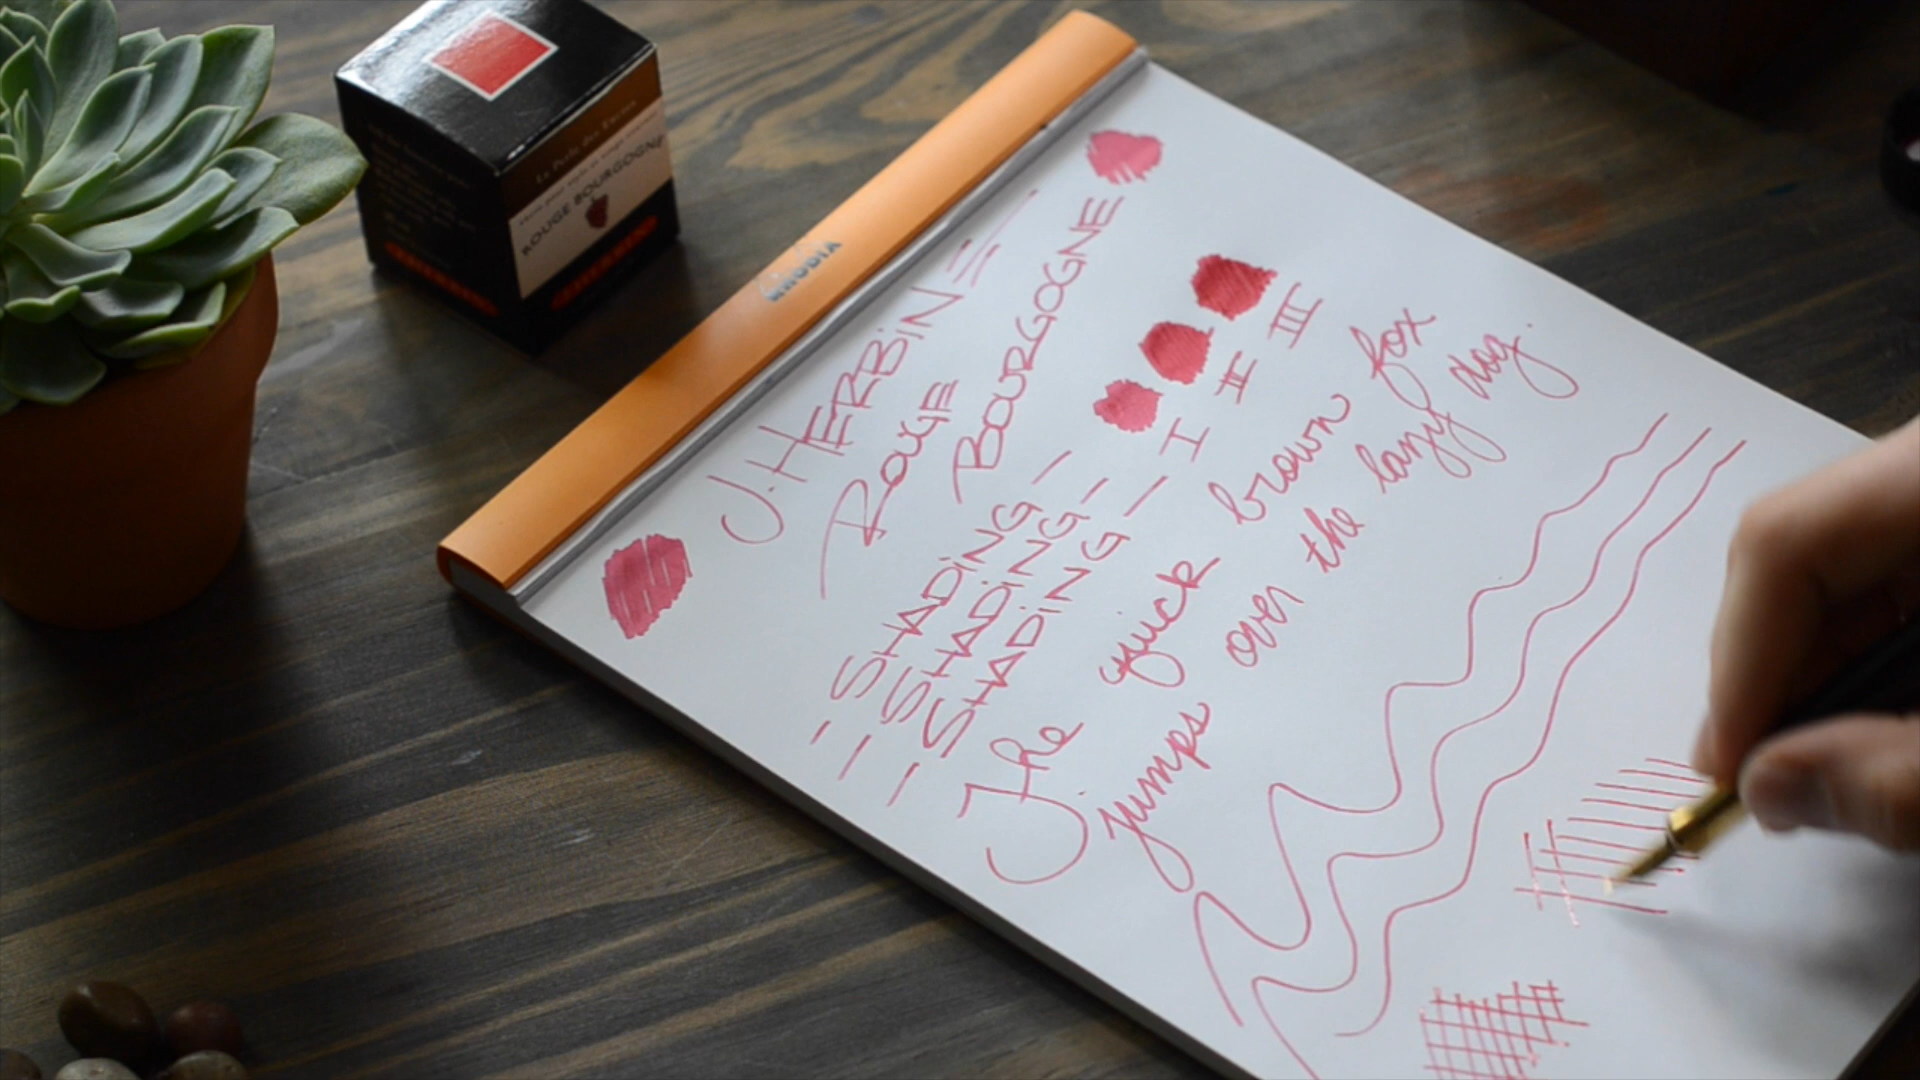 ROUGE BOURGOGNE
RHODIA
J. HERBIN
ROUGE
BOURGOGNE
I II III
- SHADING -
- SHADING -
- SHADING -
The quick brown fox
jumps over the lazy dog.